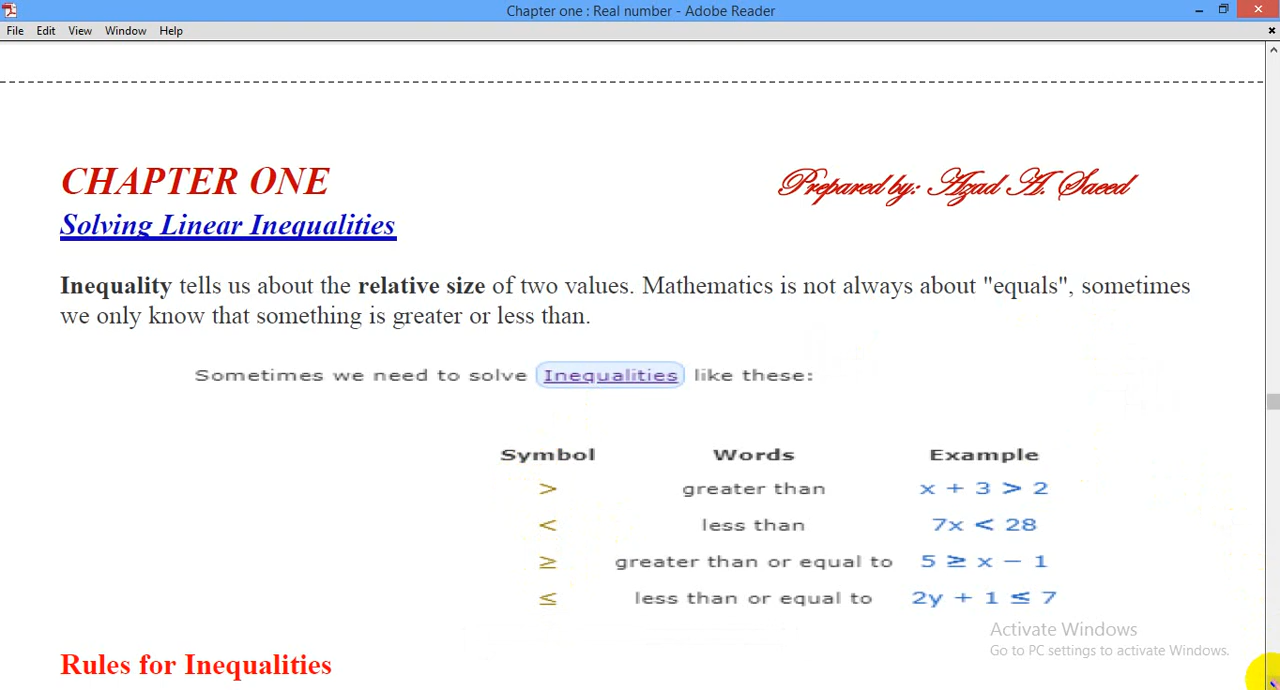 Chapter one : Real number - Adobe Reader
File Edit View Window Help
CHAPTER ONE
Prepared by: Azad A. Saeed
Solving Linear Inequalities
Inequality tells us about the relative size of two values. Mathematics is not always about "equals", sometimes
we only know that something is greater or less than.
Sometimes we need to solve Inequalities like these:
Symbol Words Example
> greater than x + 3 > 2
< less than 7x < 28
≥ greater than or equal to 5 ≥ x − 1
≤ less than or equal to 2y + 1 ≤ 7
Activate Windows
Go to PC settings to activate Windows.
Rules for Inequalities